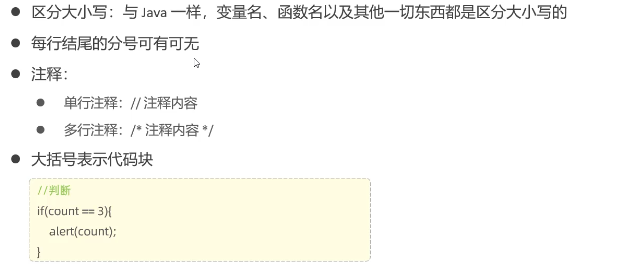 区分大小写：与 Java 一样，变量名、函数名以及其他一切东西都是区分大小写的
每行结尾的分号可有可无
注释：
单行注释：// 注释内容
多行注释：/* 注释内容 */
大括号表示代码块
//判断
if(count == 3){
alert(count);
}